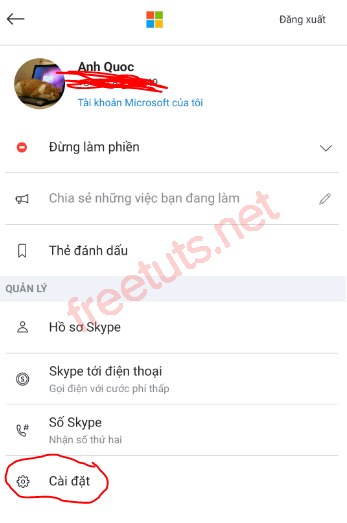 Đăng xuất
Anh Quoc
Tài khoản Microsoft của tôi
Đừng làm phiền
Chia sẻ những việc bạn đang làm
Thẻ đánh dấu
QUẢN LÝ
Hồ sơ Skype
Skype tới điện thoại
Gọi điện với cước phí thấp
Số Skype
Nhận số thứ hai
Cài đặt
freetuts.net